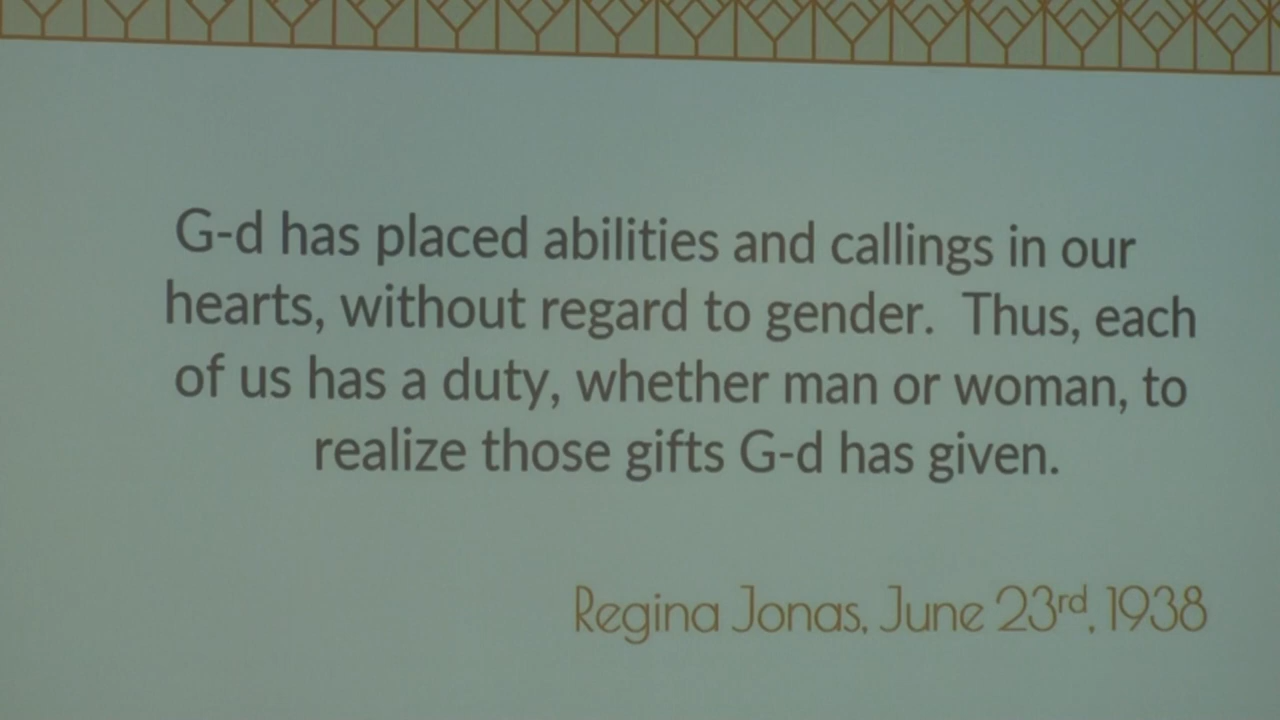 G-d has placed abilities and callings in our
hearts, without regard to gender.  Thus, each
of us has a duty, whether man or woman, to
realize those gifts G-d has given.
Regina Jonas, June 23rd, 1938